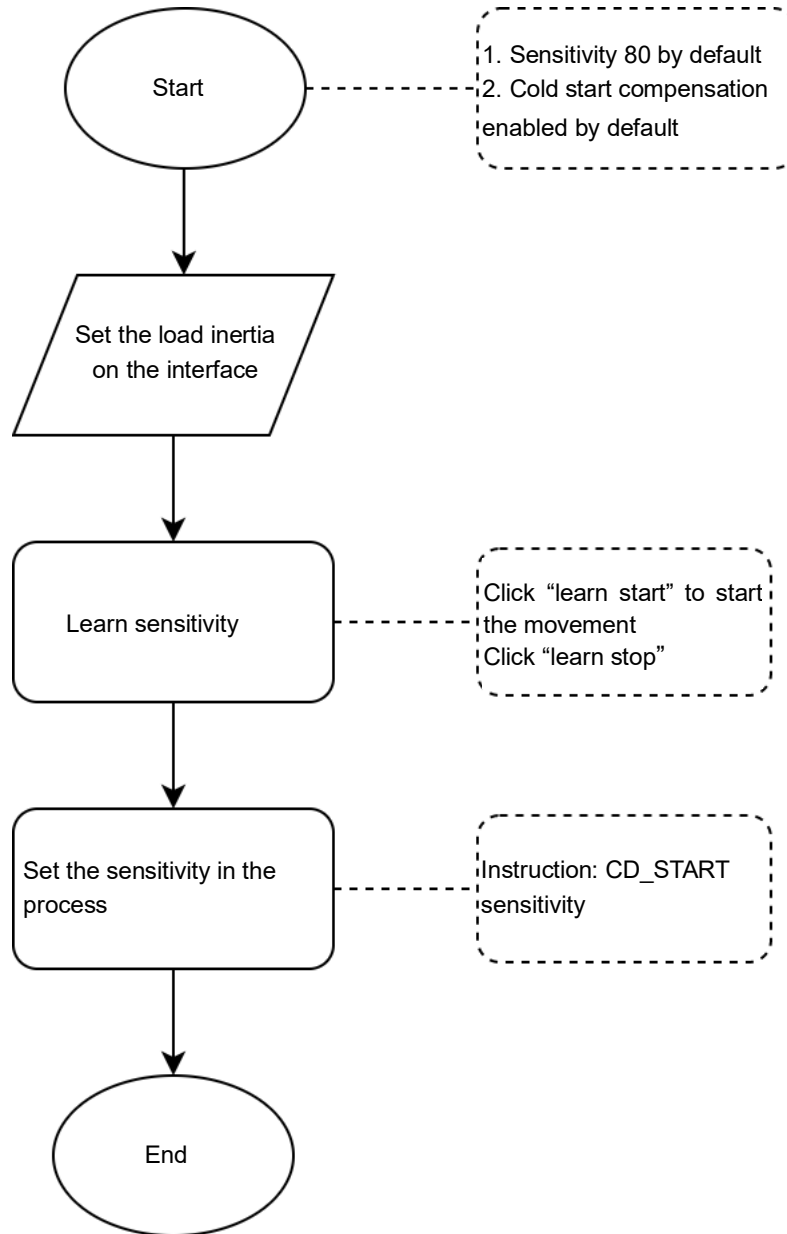 Start
1. Sensitivity 80 by default
2. Cold start compensation
enabled by default
Set the load inertia
on the interface
Learn sensitivity
Click “learn start” to start
the movement
Click “learn stop”
Set the sensitivity in the
process
Instruction: CD_START
sensitivity
End